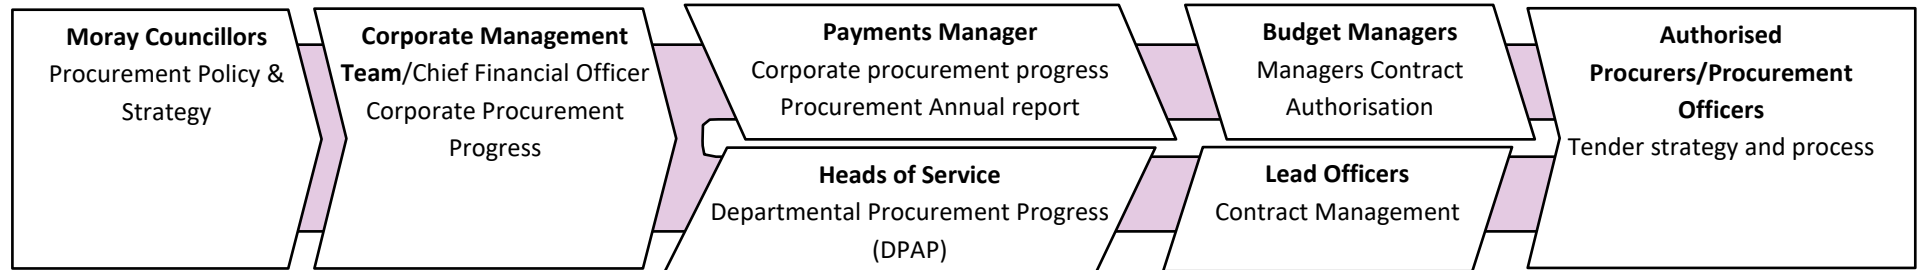 Moray Councillors
Procurement Policy &
Strategy
Corporate Management
Team/Chief Financial Officer
Corporate Procurement
Progress
Payments Manager
Corporate procurement progress
Procurement Annual report
Heads of Service
Departmental Procurement Progress
(DPAP)
Budget Managers
Managers Contract
Authorisation
Lead Officers
Contract Management
Authorised
Procurers/Procurement
Officers
Tender strategy and process